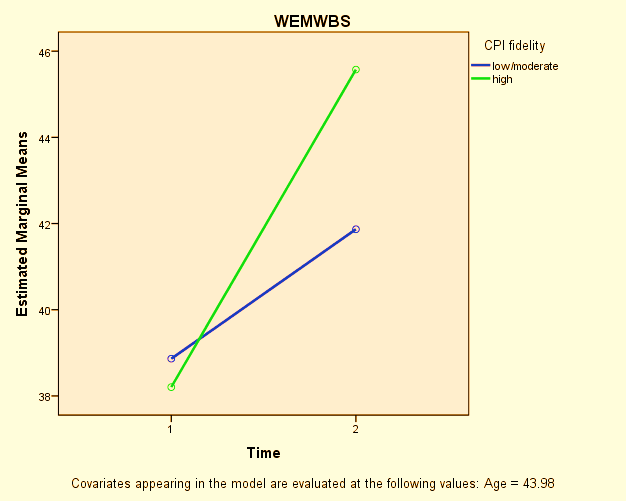 WEMWBS
CPI fidelity
low/moderate
high
Estimated Marginal Means
46
44
42
40
38
1
2
Time
Covariates appearing in the model are evaluated at the following values: Age = 43.98